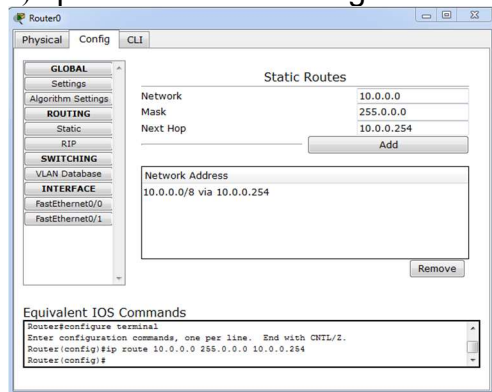 Router0
Physical Config CLI
GLOBAL
Settings
Algorithm Settings
ROUTING
Static
RIP
SWITCHING
VLAN Database
INTERFACE
FastEthernet0/0
FastEthernet0/1
Static Routes
Network 10.0.0.0
Mask 255.0.0.0
Next Hop 10.0.0.254
Add
Network Address
10.0.0.0/8 via 10.0.0.254
Remove
Equivalent IOS Commands
Router#configure terminal
Enter configuration commands, one per line. End with CNTL/Z.
Router(config)#ip route 10.0.0.0 255.0.0.0 10.0.0.254
Router(config)#